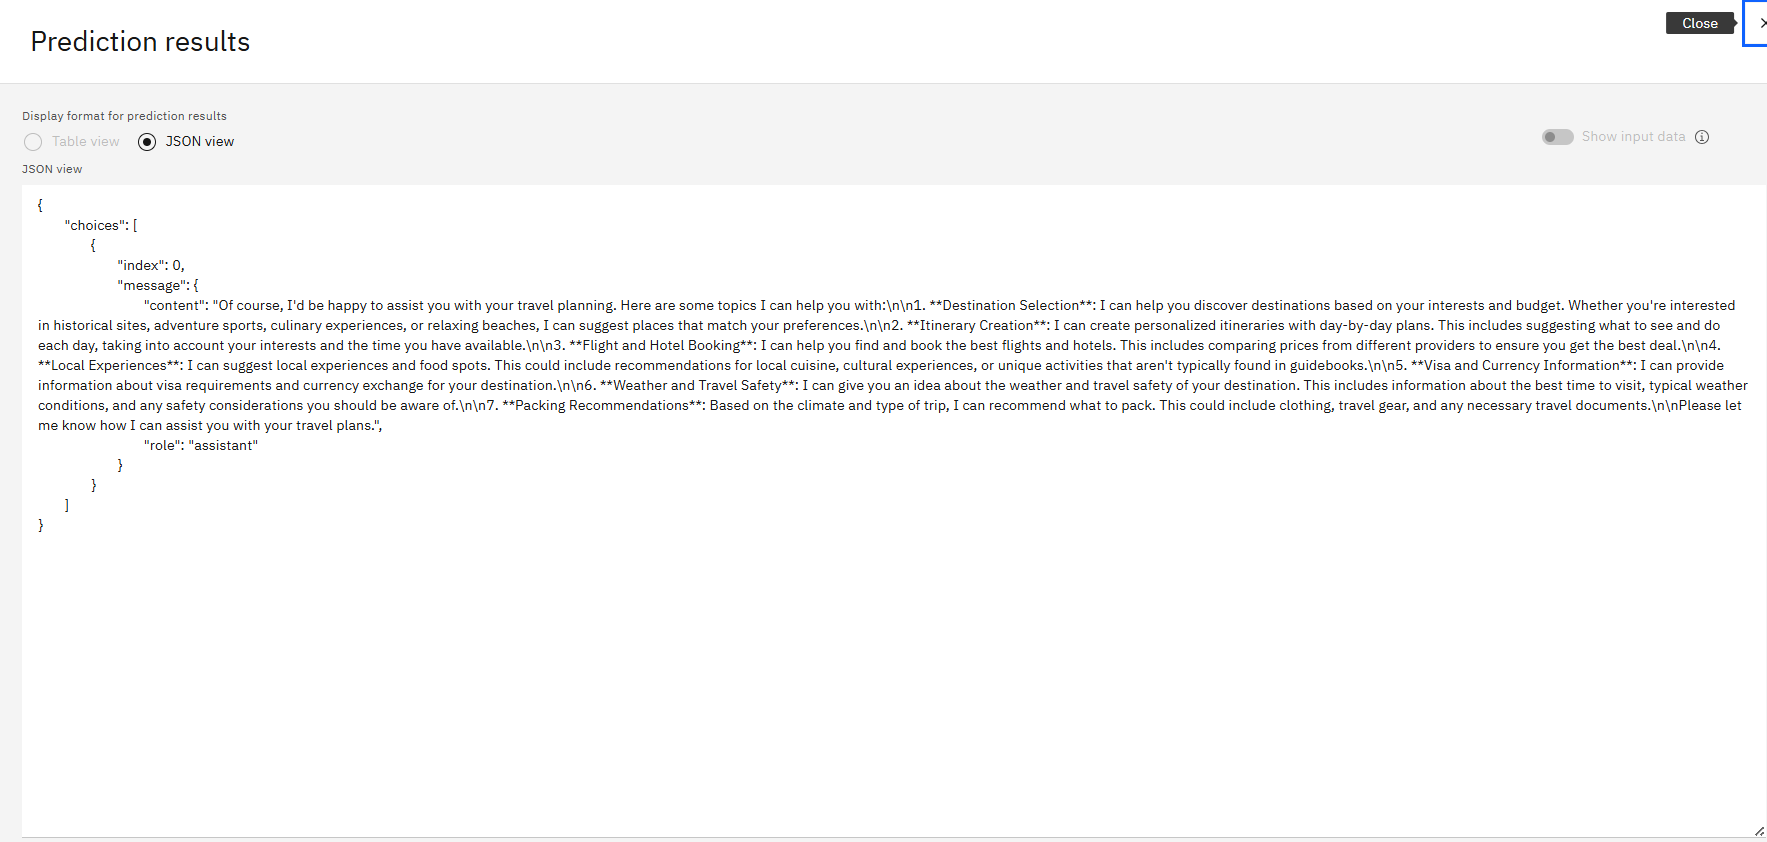 Close
Prediction results
Display format for prediction results
Table view JSON view
Show input data
JSON view
{
"choices": [
{
"index": 0,
"message": {
"content": "Of course, I'd be happy to assist you with your travel planning. Here are some topics I can help you with:\n\n1. **Destination Selection**: I can help you discover destinations based on your interests and budget. Whether you're interested
in historical sites, adventure sports, culinary experiences, or relaxing beaches, I can suggest places that match your preferences.\n\n2. **Itinerary Creation**: I can create personalized itineraries with day-by-day plans. This includes suggesting what to see and do
each day, taking into account your interests and the time you have available.\n\n3. **Flight and Hotel Booking**: I can help you find and book the best flights and hotels. This includes comparing prices from different providers to ensure you get the best deal.\n\n4.
**Local Experiences**: I can suggest local experiences and food spots. This could include recommendations for local cuisine, cultural experiences, or unique activities that aren't typically found in guidebooks.\n\n5. **Visa and Currency Information**: I can provide
information about visa requirements and currency exchange for your destination.\n\n6. **Weather and Travel Safety**: I can give you an idea about the weather and travel safety of your destination. This includes information about the best time to visit, typical weather
conditions, and any safety considerations you should be aware of.\n\n7. **Packing Recommendations**: Based on the climate and type of trip, I can recommend what to pack. This could include clothing, travel gear, and any necessary travel documents.\n\nPlease let
me know how I can assist you with your travel plans.",
"role": "assistant"
}
}
]
}